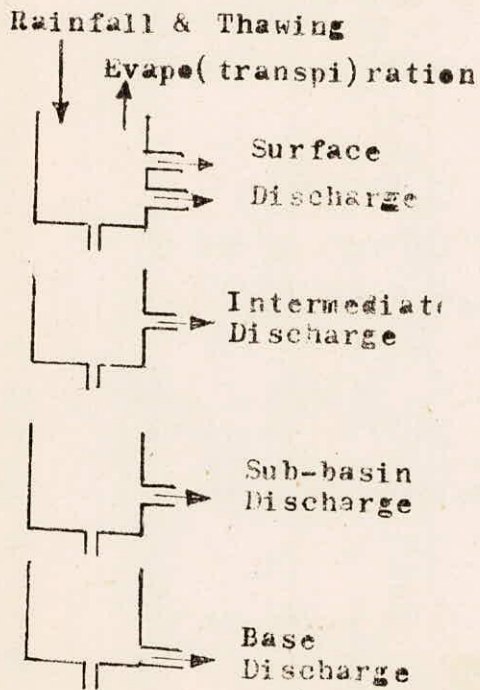 Rainfall & Thawing
Evapo(transpi)ration
Surface
Discharge
Intermediate
Discharge
Sub-basin
Discharge
Base
Discharge